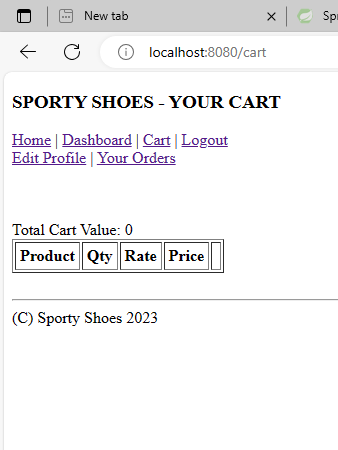 New tab
Spr
localhost:8080/cart
SPORTY SHOES - YOUR CART
Home | Dashboard | Cart | Logout
Edit Profile | Your Orders
Total Cart Value: 0
Product Qty Rate Price
(C) Sporty Shoes 2023